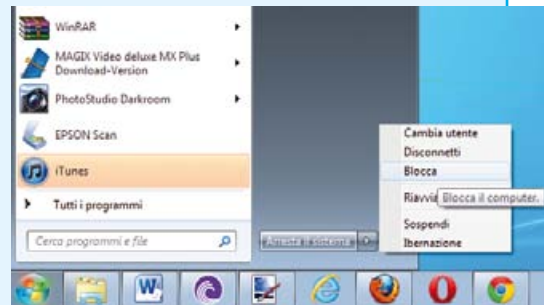 WinRAR
MAGIX Video deluxe MX Plus
Download-Version
PhotoStudio Darkroom
EPSON Scan
iTunes
Tutti i programmi
Cerca programmi e file
Cambia utente
Disconnetti
Blocca
Riavvia
Blocca il computer.
Sospendi
Ibernazione